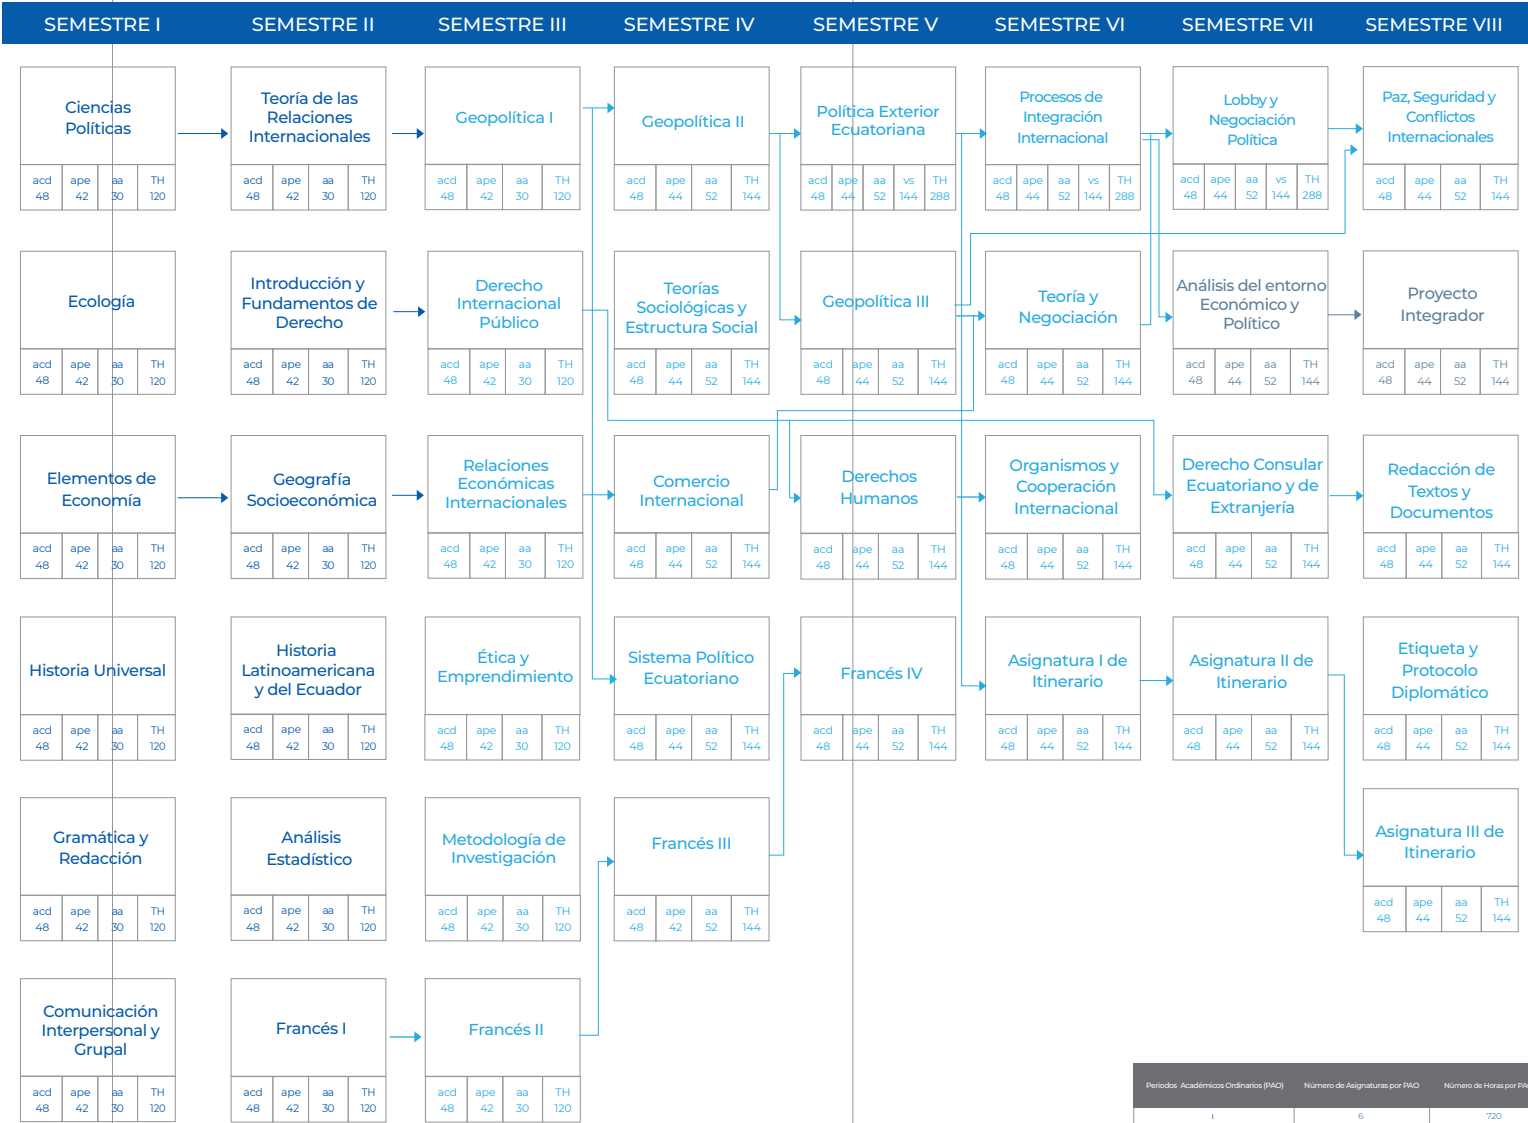 SEMESTRE I
SEMESTRE II
SEMESTRE III
SEMESTRE IV
SEMESTRE V
SEMESTRE VI
SEMESTRE VII
SEMESTRE VIII
Ciencias
Políticas
acd ape aa TH
48 42 30 120
Teoría de las
Relaciones
Internacionales
acd ape aa TH
48 42 30 120
Geopolítica I
acd ape aa TH
48 42 30 120
Geopolítica II
acd ape aa TH
48 44 52 144
Política Exterior
Ecuatoriana
acd ape aa vs TH
48 44 52 144 288
Procesos de
Integración
Internacional
acd ape aa vs TH
48 44 52 144 288
Lobby y
Negociación
Política
acd ape aa vs TH
48 44 52 144 288
Paz, Seguridad y
Conflictos
Internacionales
acd ape aa TH
48 44 52 144
Ecología
acd ape aa TH
48 42 30 120
Introducción y
Fundamentos de
Derecho
acd ape aa TH
48 42 30 120
Derecho
Internacional
Público
acd ape aa TH
48 42 30 120
Teorías
Sociológicas y
Estructura Social
acd ape aa TH
48 44 52 144
Geopolítica III
acd ape aa TH
48 44 52 144
Teoría y
Negociación
acd ape aa TH
48 44 52 144
Análisis del entorno
Económico y
Político
acd ape aa TH
48 44 52 144
Proyecto
Integrador
acd ape aa TH
48 44 52 144
Elementos de
Economía
acd ape aa TH
48 42 30 120
Geografía
Socioeconómica
acd ape aa TH
48 42 30 120
Relaciones
Económicas
Internacionales
acd ape aa TH
48 42 30 120
Comercio
Internacional
acd ape aa TH
48 44 52 144
Derechos
Humanos
acd ape aa TH
48 44 52 144
Organismos y
Cooperación
Internacional
acd ape aa TH
48 44 52 144
Derecho Consular
Ecuatoriano y de
Extranjería
acd ape aa TH
48 44 52 144
Redacción de
Textos y
Documentos
acd ape aa TH
48 44 52 144
Historia Universal
acd ape aa TH
48 42 30 120
Historia
Latinoamericana
y del Ecuador
acd ape aa TH
48 42 30 120
Ética y
Emprendimiento
acd ape aa TH
48 42 30 120
Sistema Político
Ecuatoriano
acd ape aa TH
48 44 52 144
Francés IV
acd ape aa TH
48 44 52 144
Asignatura I de
Itinerario
acd ape aa TH
48 44 52 144
Asignatura II de
Itinerario
acd ape aa TH
48 44 52 144
Etiqueta y
Protocolo
Diplomático
acd ape aa TH
48 44 52 144
Gramática y
Redacción
acd ape aa TH
48 42 30 120
Análisis
Estadístico
acd ape aa TH
48 42 30 120
Metodología de
Investigación
acd ape aa TH
48 42 30 120
Francés III
acd ape aa TH
48 42 52 144
Asignatura III de
Itinerario
acd ape aa TH
48 44 52 144
Comunicación
Interpersonal y
Grupal
acd ape aa TH
48 42 30 120
Francés I
acd ape aa TH
48 42 30 120
Francés II
acd ape aa TH
48 42 30 120
Periodos Académicos Ordinarios (PAO)
Número de Asignaturas por PAO
Número de Horas por
I 6 720